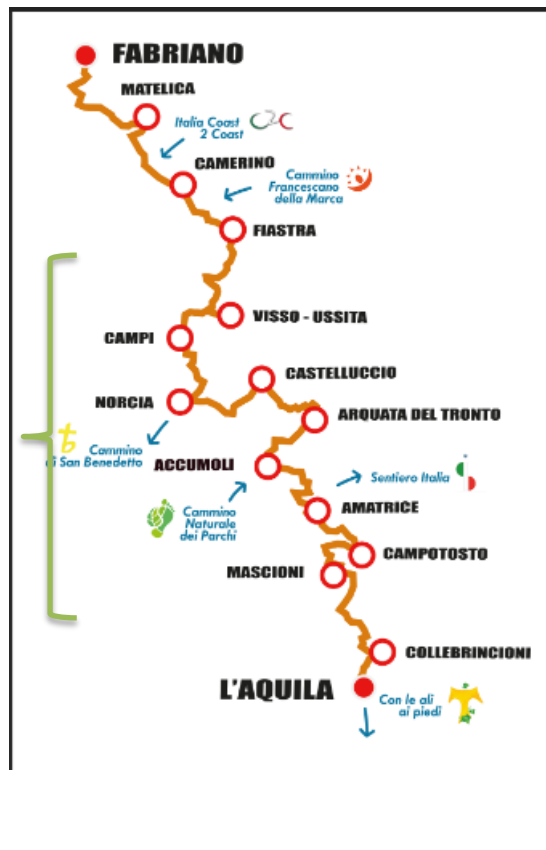 FABRIANO
MATELICA
Italia Coast
2 Coast
C2C
CAMERINO
Cammino
Francescano
della Marca
FIASTRA
VISSO - USSITA
CAMPI
CASTELLUCCIO
NORCIA
ARQUATA DEL TRONTO
Cammino
di San Benedetto
ACCUMOLI
Sentiero Italia
Cammino
Naturale
dei Parchi
AMATRICE
CAMPOTOSTO
MASCIONI
COLLEBRINCIONI
L'AQUILA
Con le ali
ai piedi